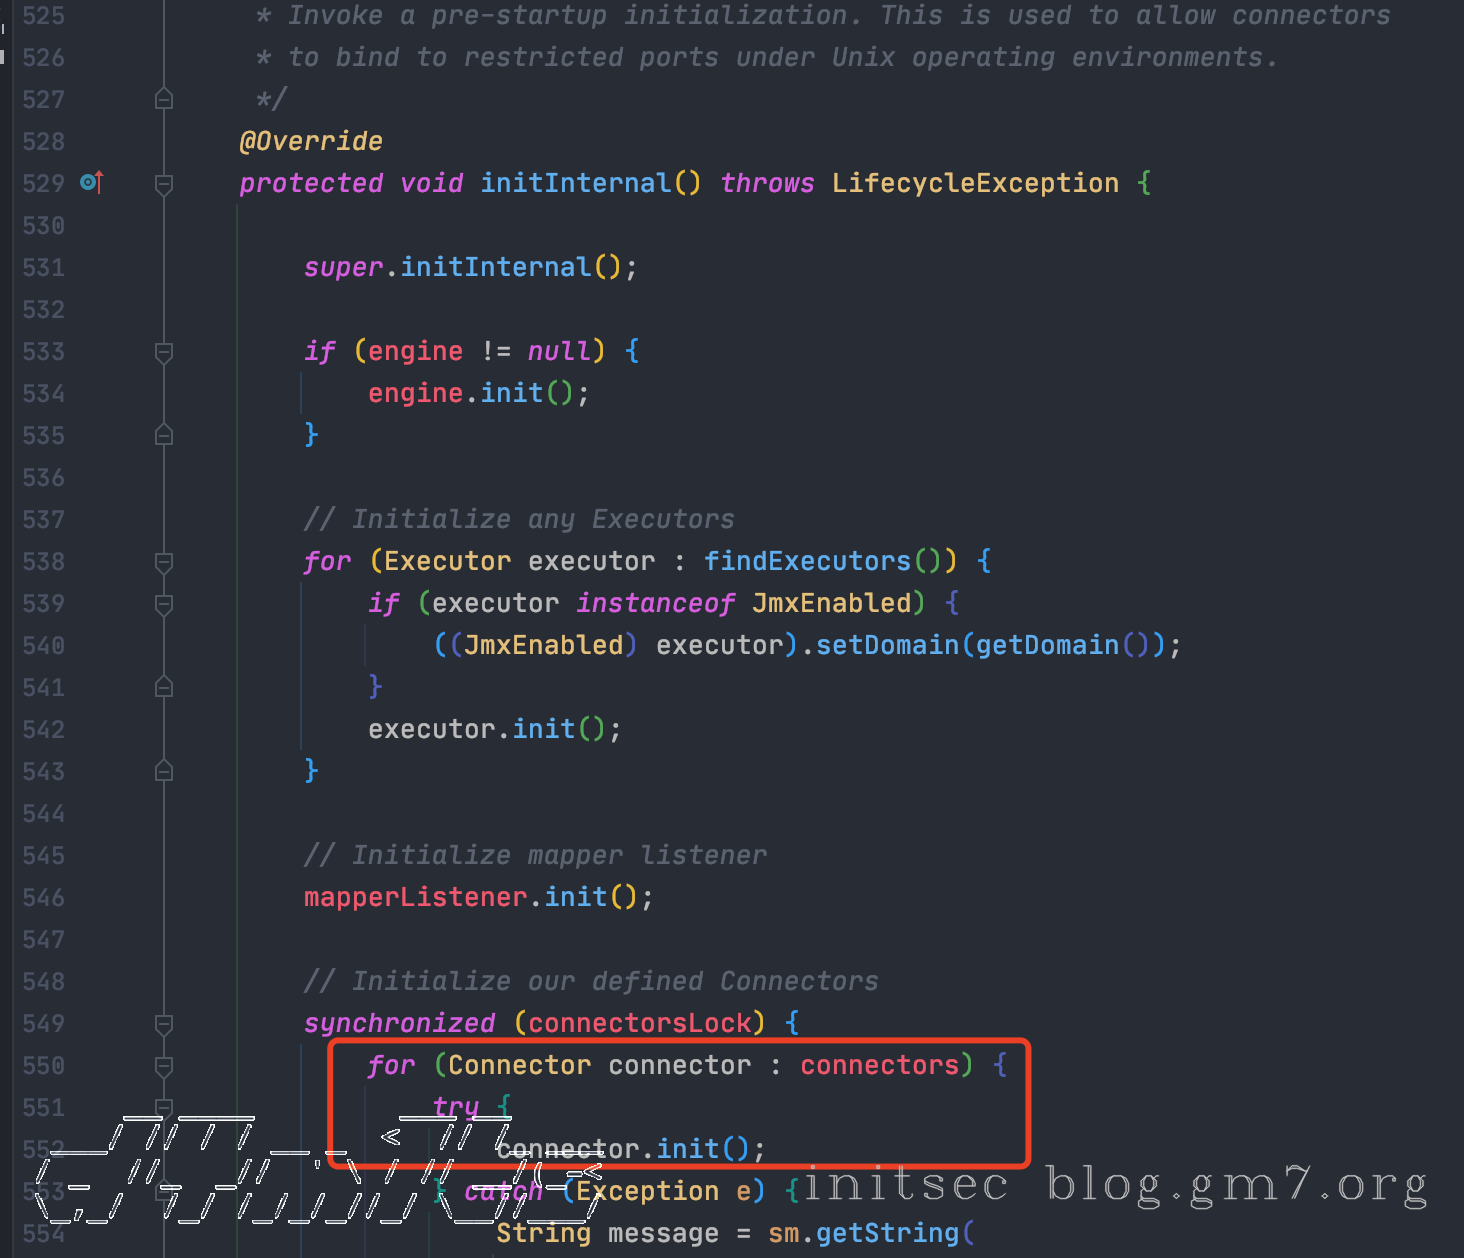 525 * Invoke a pre-startup initialization. This is used to allow connectors
526 * to bind to restricted ports under Unix operating environments.
527 */
528 @Override
529 protected void initInternal() throws LifecycleException {
530
531 super.initInternal();
532
533 if (engine != null) {
534 engine.init();
535 }
536
537 // Initialize any Executors
538 for (Executor executor : findExecutors()) {
539 if (executor instanceof JmxEnabled) {
540 ((JmxEnabled) executor).setDomain(getDomain());
541 }
542 executor.init();
543 }
544
545 // Initialize mapper listener
546 mapperListener.init();
547
548 // Initialize our defined Connectors
549 synchronized (connectorsLock) {
550 for (Connector connector : connectors) {
551 try {
552 connector.init();
553 } catch (Exception e) {
initsec blog.gm7.org
554 String message = sm.getString(